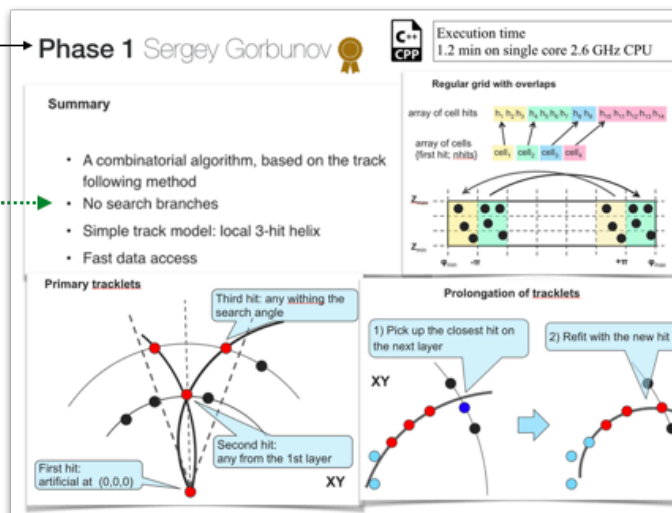 Phase 1 Sergey Gorbunov
C++
CPP
Execution time
1.2 min on single core 2.6 GHz CPU
Summary
• A combinatorial algorithm, based on the track
following method
• No search branches
• Simple track model: local 3-hit helix
• Fast data access
Regular grid with overlaps
array of cell hits
h1 h2 h3 h4 h5 h6 h7 h8 h9 h10 h11 h12 h13 h14
array of cells
{first hit; nhits}
cell1 cell2 cell3 cell4
Zmax
Zmin
φmin -π +π φmax
Primary tracklets
Third hit: any withing the
search angle
Second hit:
any from the 1st layer
First hit:
artificial at (0,0,0)
XY
Prolongation of tracklets
1) Pick up the closest hit on
the next layer
2) Refit with the new hit
XY